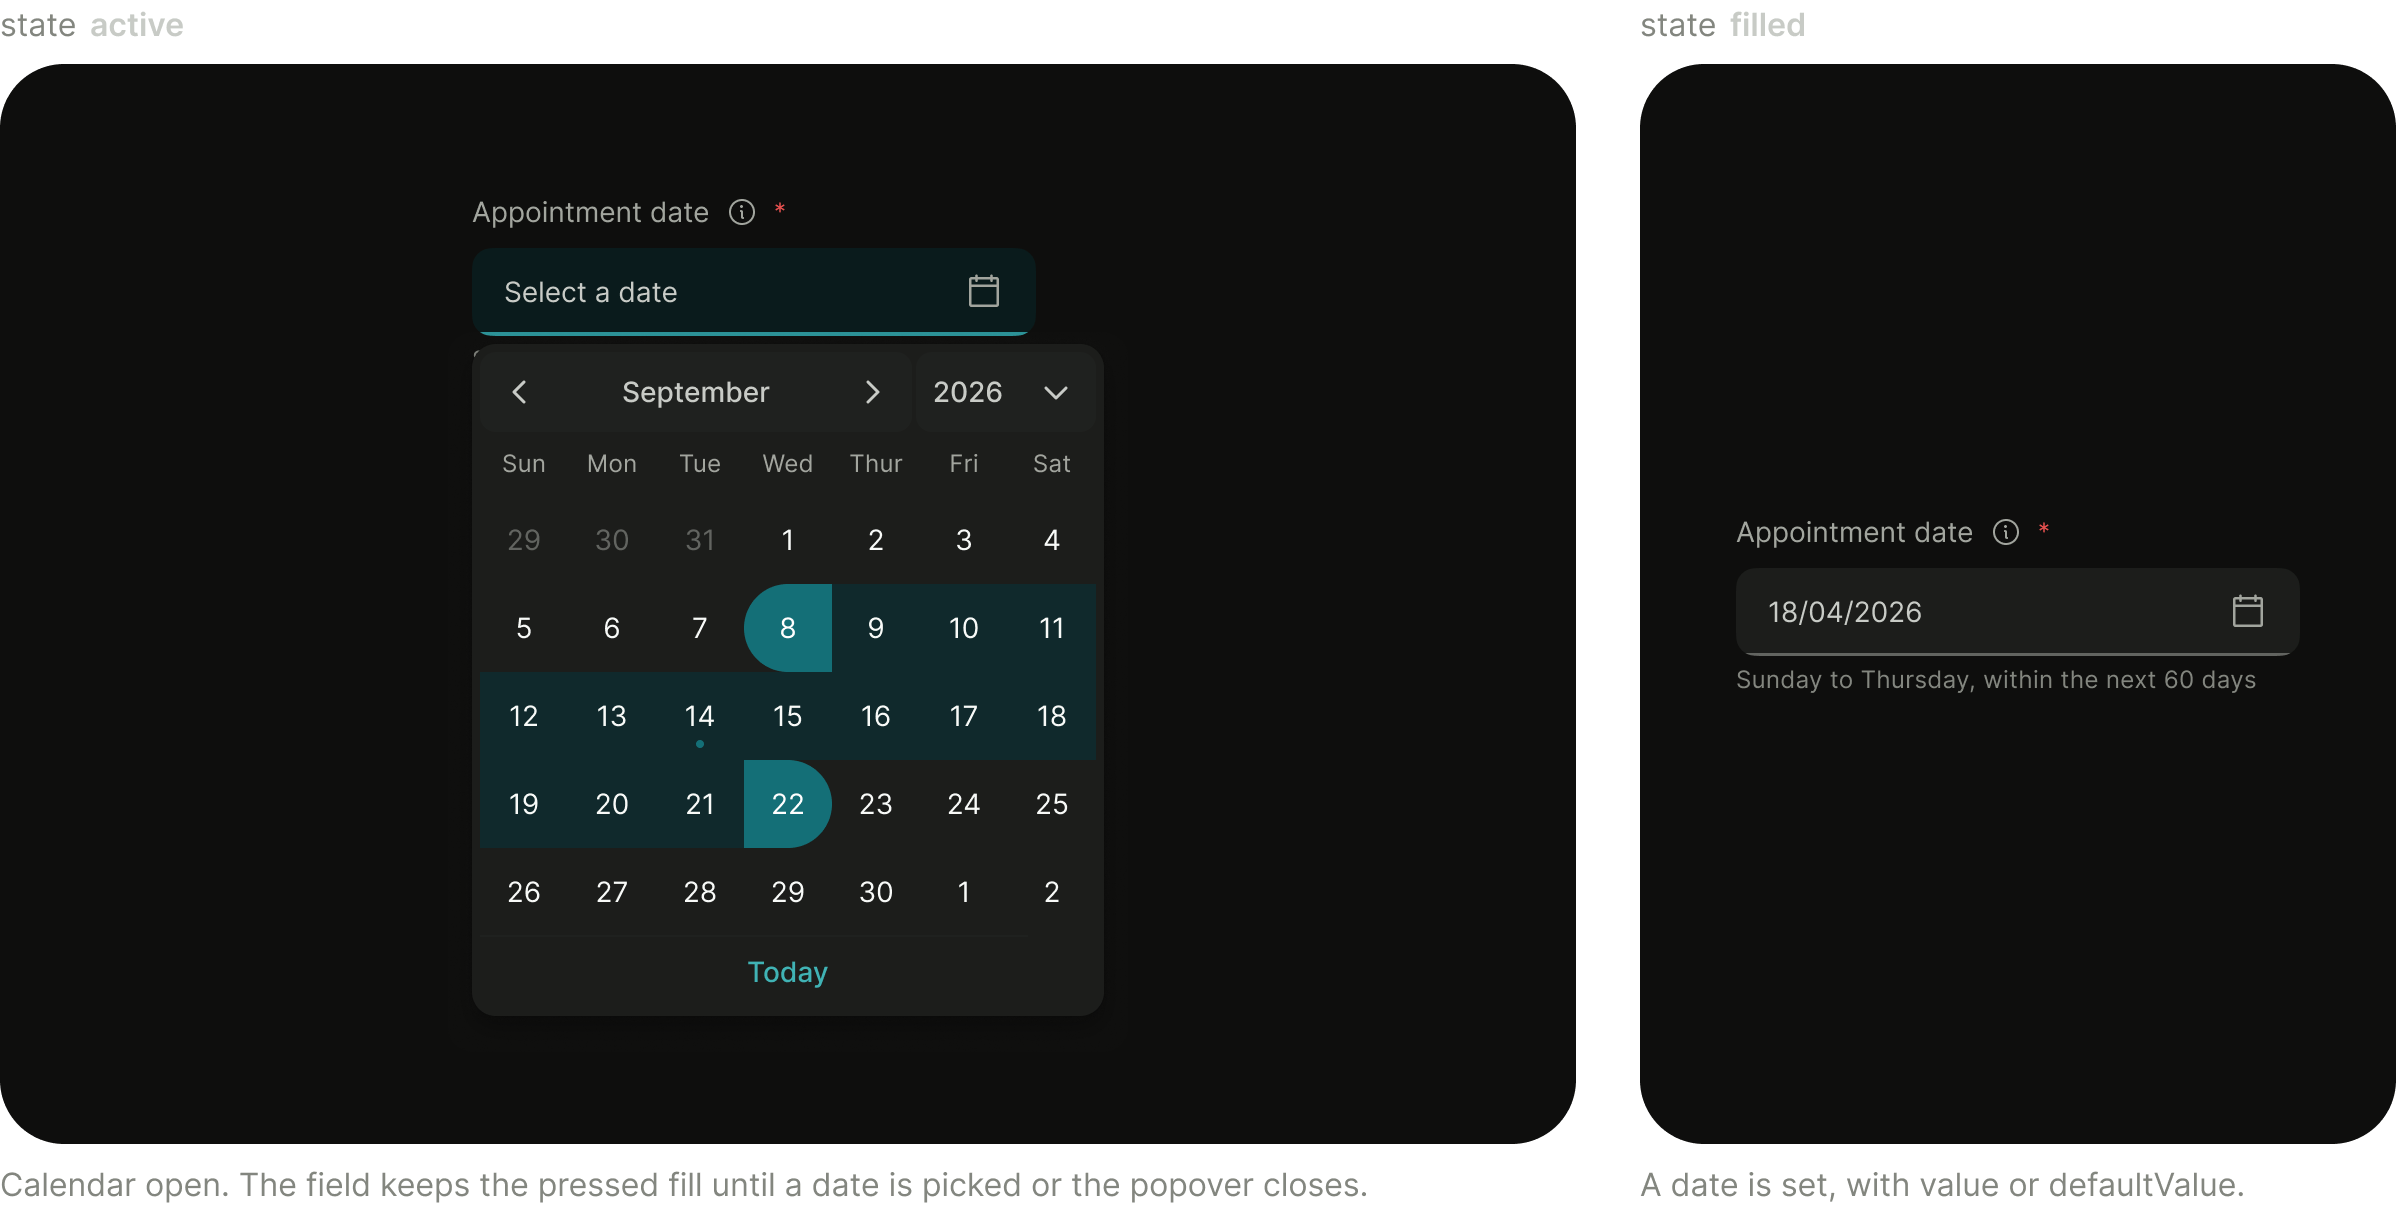 state active
Appointment date *
Select a date
September 2026
Sun Mon Tue Wed Thur Fri Sat
29 30 31 1 2 3 4
5 6 7 8 9 10 11
12 13 14 15 16 17 18
19 20 21 22 23 24 25
26 27 28 29 30 1 2
Today
Calendar open. The field keeps the pressed fill until a date is picked or the popover closes.
state filled
Appointment date *
18/04/2026
Sunday to Thursday, within the next 60 days
A date is set, with value or defaultValue.